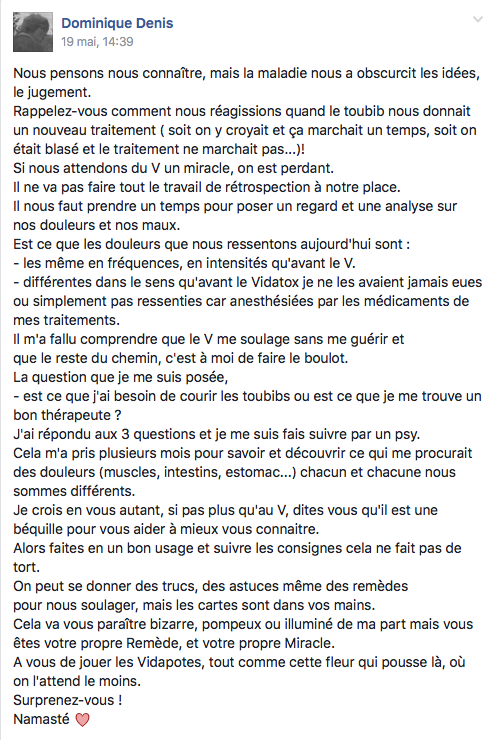 Dominique Denis
19 mai, 14:39
Nous pensons nous connaître, mais la maladie nous a obscurcit les idées,
le jugement.
Rappelez-vous comment nous réagissions quand le toubib nous donnait
un nouveau traitement ( soit on y croyait et ça marchait un temps, soit on
était blasé et le traitement ne marchait pas...)!
Si nous attendons du V un miracle, on est perdant.
Il ne va pas faire tout le travail de rétrospection à notre place.
Il nous faut prendre un temps pour poser un regard et une analyse sur
nos douleurs et nos maux.
Est ce que les douleurs que nous ressentons aujourd'hui sont :
- les même en fréquences, en intensités qu'avant le V.
- différentes dans le sens qu'avant le Vidatox je ne les avaient jamais eues
ou simplement pas ressenties car anesthésiées par les médicaments de
mes traitements.
Il m'a fallu comprendre que le V me soulage sans me guérir et
que le reste du chemin, c'est à moi de faire le boulot.
La question que je me suis posée,
- est ce que j'ai besoin de courir les toubibs ou est ce que je me trouve un
bon thérapeute ?
J'ai répondu aux 3 questions et je me suis fais suivre par un psy.
Cela m'a pris plusieurs mois pour savoir et découvrir ce qui me procurait
des douleurs (muscles, intestins, estomac...) chacun et chacune nous
sommes différents.
Je crois en vous autant, si pas plus qu'au V, dites vous qu'il est une
béquille pour vous aider à mieux vous connaitre.
Alors faites en un bon usage et suivre les consignes cela ne fait pas de
tort.
On peut se donner des trucs, des astuces même des remèdes
pour nous soulager, mais les cartes sont dans vos mains.
Cela va vous paraître bizarre, pompeux ou illuminé de ma part mais vous
êtes votre propre Remède, et votre propre Miracle.
A vous de jouer les Vidapotes, tout comme cette fleur qui pousse là, où
on l'attend le moins.
Surprenez-vous !
Namasté